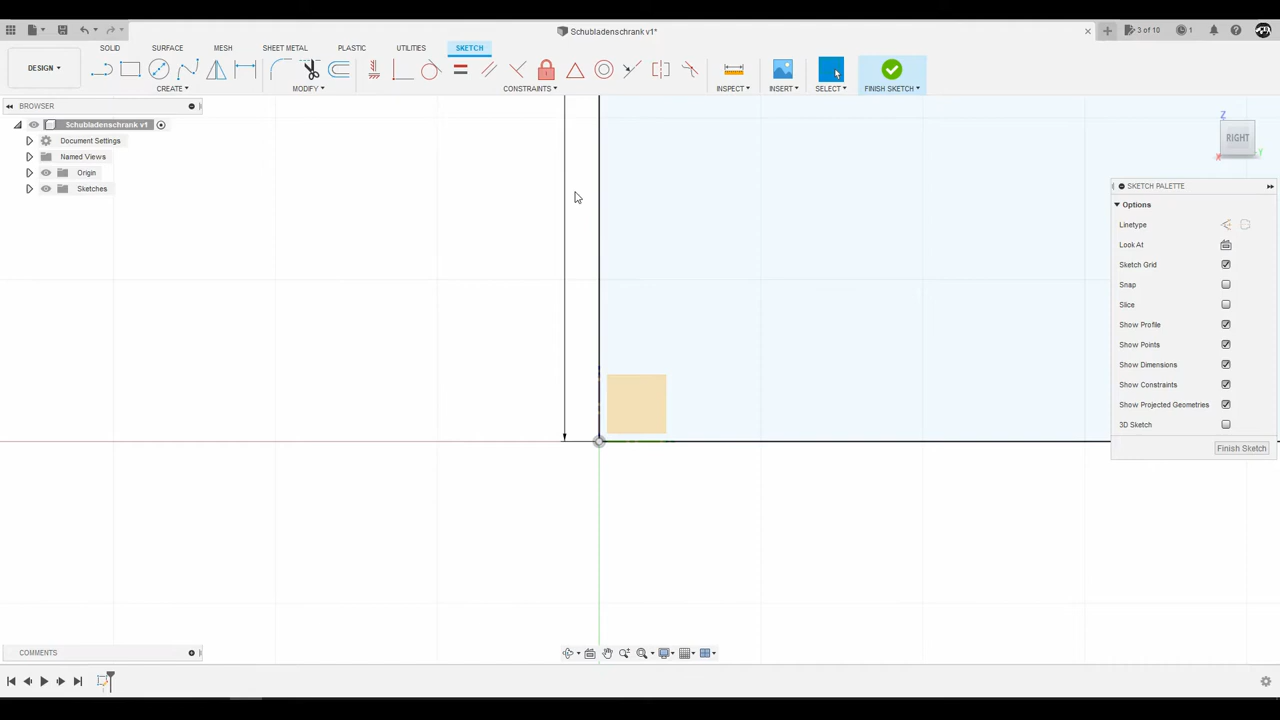 Schubladenschrank v1*
3 of 10
1
DESIGN
SOLID
SURFACE
MESH
SHEET METAL
PLASTIC
UTILITIES
SKETCH
CREATE
MODIFY
CONSTRAINTS
INSPECT
INSERT
SELECT
FINISH SKETCH
BROWSER
Schubladenschrank v1
Document Settings
Named Views
Origin
Sketches
Z
RIGHT
X
Y
SKETCH PALETTE
Options
Linetype
Look At
Sketch Grid
Snap
Slice
Show Profile
Show Points
Show Dimensions
Show Constraints
Show Projected Geometries
3D Sketch
Finish Sketch
COMMENTS